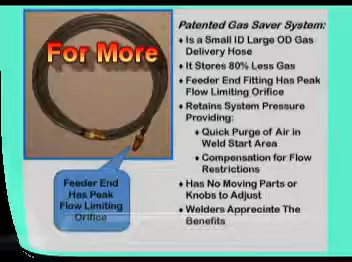 For More
Patented Gas Saver System:
♦ Is a Small ID Large OD Gas
Delivery Hose
♦ It Stores 80% Less Gas
♦ Feeder End Fitting Has Peak
Flow Limiting Orifice
♦ Retains System Pressure
Providing:
♦ Quick Purge of Air in
Weld Start Area
♦ Compensation for Flow
Restrictions
♦ Has No Moving Parts or
Knobs to Adjust
♦ Welders Appreciate The
Benefits
Feeder End
Has Peak
Flow Limiting
Orifice